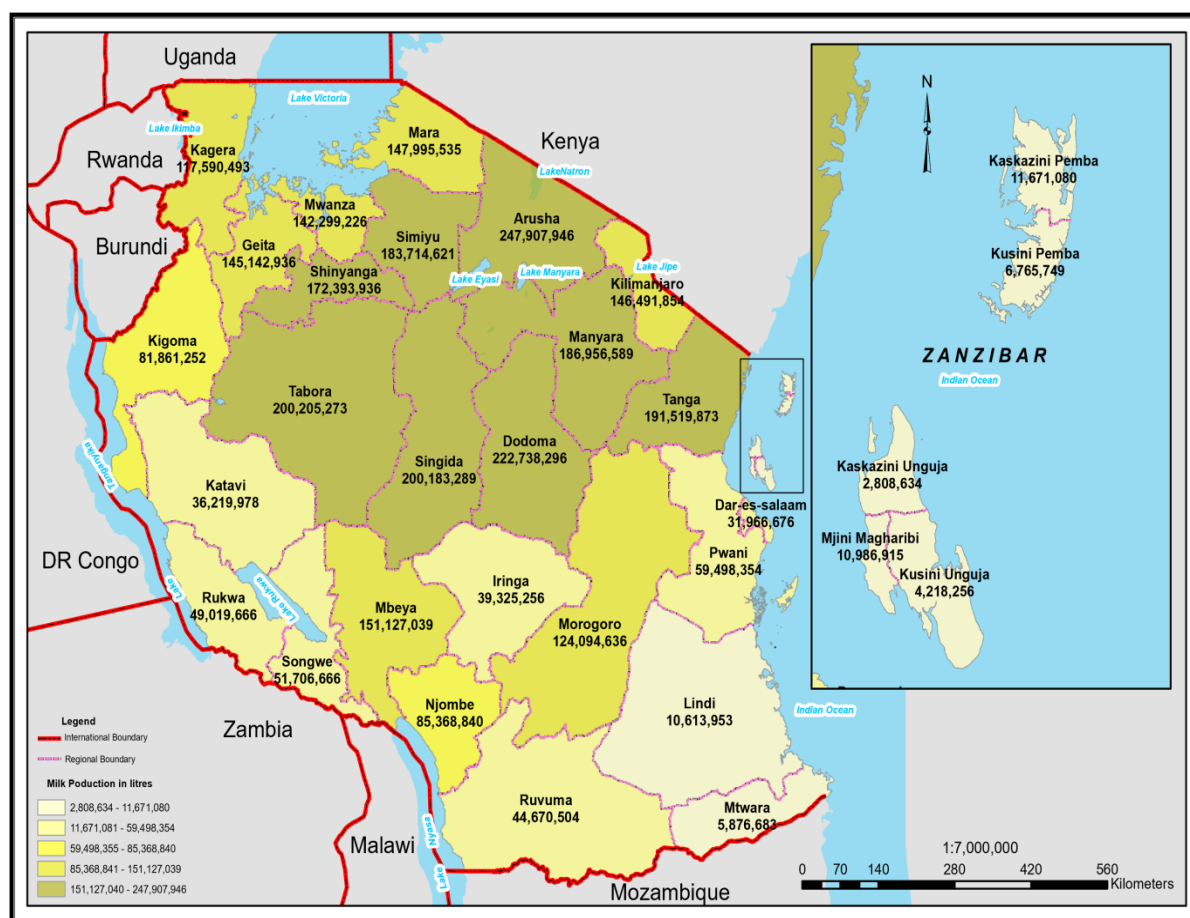 Uganda
Lake Victoria
Lake Ikimba
Kagera
117,590,493
Mara
147,995,535
Kenya
Rwanda
LakeNatron
Mwanza
142,299,226
Arusha
247,907,946
Burundi
Geita
145,142,936
Simiyu
183,714,621
Shinyanga
172,393,936
Lake Eyasi
Lake Manyara
Lake Jipe
Kilimanjaro
146,491,854
Kigoma
81,861,252
Manyara
186,956,589
Tabora
200,205,273
Tanga
191,519,873
Dodoma
222,738,296
Singida
200,183,289
Katavi
36,219,978
Lake Tanganyika
Dar-es-salaam
31,966,676
Pwani
59,498,354
DR Congo
Rukwa
49,019,666
Lake Rukwa
Iringa
39,325,256
Mbeya
151,127,039
Morogoro
124,094,636
Songwe
51,706,666
Njombe
85,368,840
Lindi
10,613,953
Indian Ocean
Zambia
Ruvuma
44,670,504
Mtwara
5,876,683
Malawi
Lake Nyasa
Mozambique
N
Kaskazini Pemba
11,671,080
Kusini Pemba
6,765,749
ZANZIBAR
Indian Ocean
Kaskazini Unguja
2,808,634
Mjini Magharibi
10,986,915
Kusini Unguja
4,218,256
Legend
International Boundary
Regional Boundary
Milk Poduction in litres
2,808,634 - 11,671,080
11,671,081 - 59,498,354
59,498,355 - 85,368,840
85,368,841 - 151,127,039
151,127,040 - 247,907,946
1:7,000,000
0 70 140 280 420 560
Kilometers